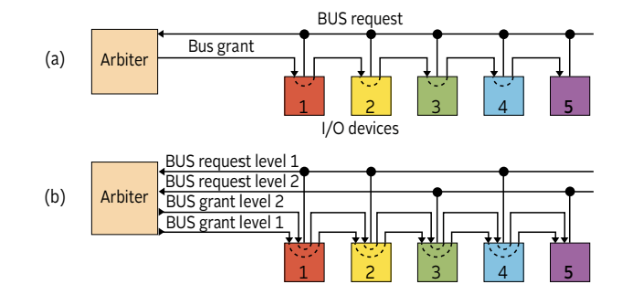 BUS request
(a)
Arbiter
Bus grant
1 2 3 4 5
I/O devices
BUS request level 1
BUS request level 2
(b)
Arbiter
BUS grant level 2
BUS grant level 1
1 2 3 4 5